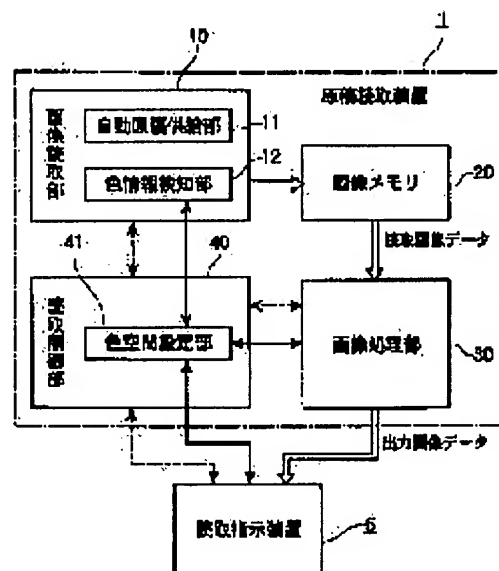 1
10
原稿読取装置
画像読取部
自動原稿供給部
11
色情報検知部
12
画像メモリ
20
読取画像データ
41
40
読取制御部
色空間設定部
画像処理部
30
出力画像データ
読取指示装置
5